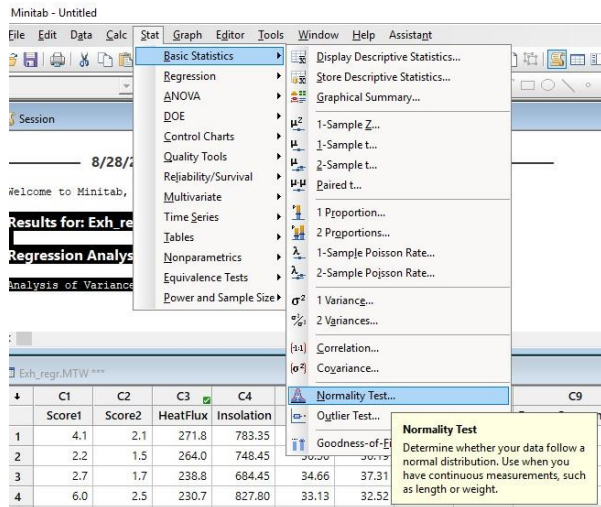 Minitab - Untitled
File Edit Data Calc Stat Graph Editor Tools Window Help Assistant
Basic Statistics
Regression
ANOVA
DOE
Control Charts
Quality Tools
Reliability/Survival
Multivariate
Time Series
Tables
Nonparametrics
Equivalence Tests
Power and Sample Size
Display Descriptive Statistics...
Store Descriptive Statistics...
Graphical Summary...
µ² 1-Sample Z...
µ 1-Sample t...
µ 2-Sample t...
µ-µ Paired t...
1 Proportion...
2 Proportions...
λ 1-Sample Poisson Rate...
λ 2-Sample Poisson Rate...
σ² 1 Variance...
2 Variances...
Correlation...
Covariance...
Normality Test...
Outlier Test...
Goodness-of-Fi
Normality Test
Determine whether your data follow a
normal distribution. Use when you
have continuous measurements, such
as length or weight.
Session
8/28/2
Welcome to Minitab,
Results for: Exh_re
Regression Analys
Analysis of Variance
Exh_regr.MTW ***
C1 C2 C3 C4 C9
Score1 Score2 HeatFlux Insolation
1 4.1 2.1 271.8 783.35
2 2.2 1.5 264.0 748.45
3 2.7 1.7 238.8 684.45 34.66 37.31
4 6.0 2.5 230.7 827.80 33.13 32.52